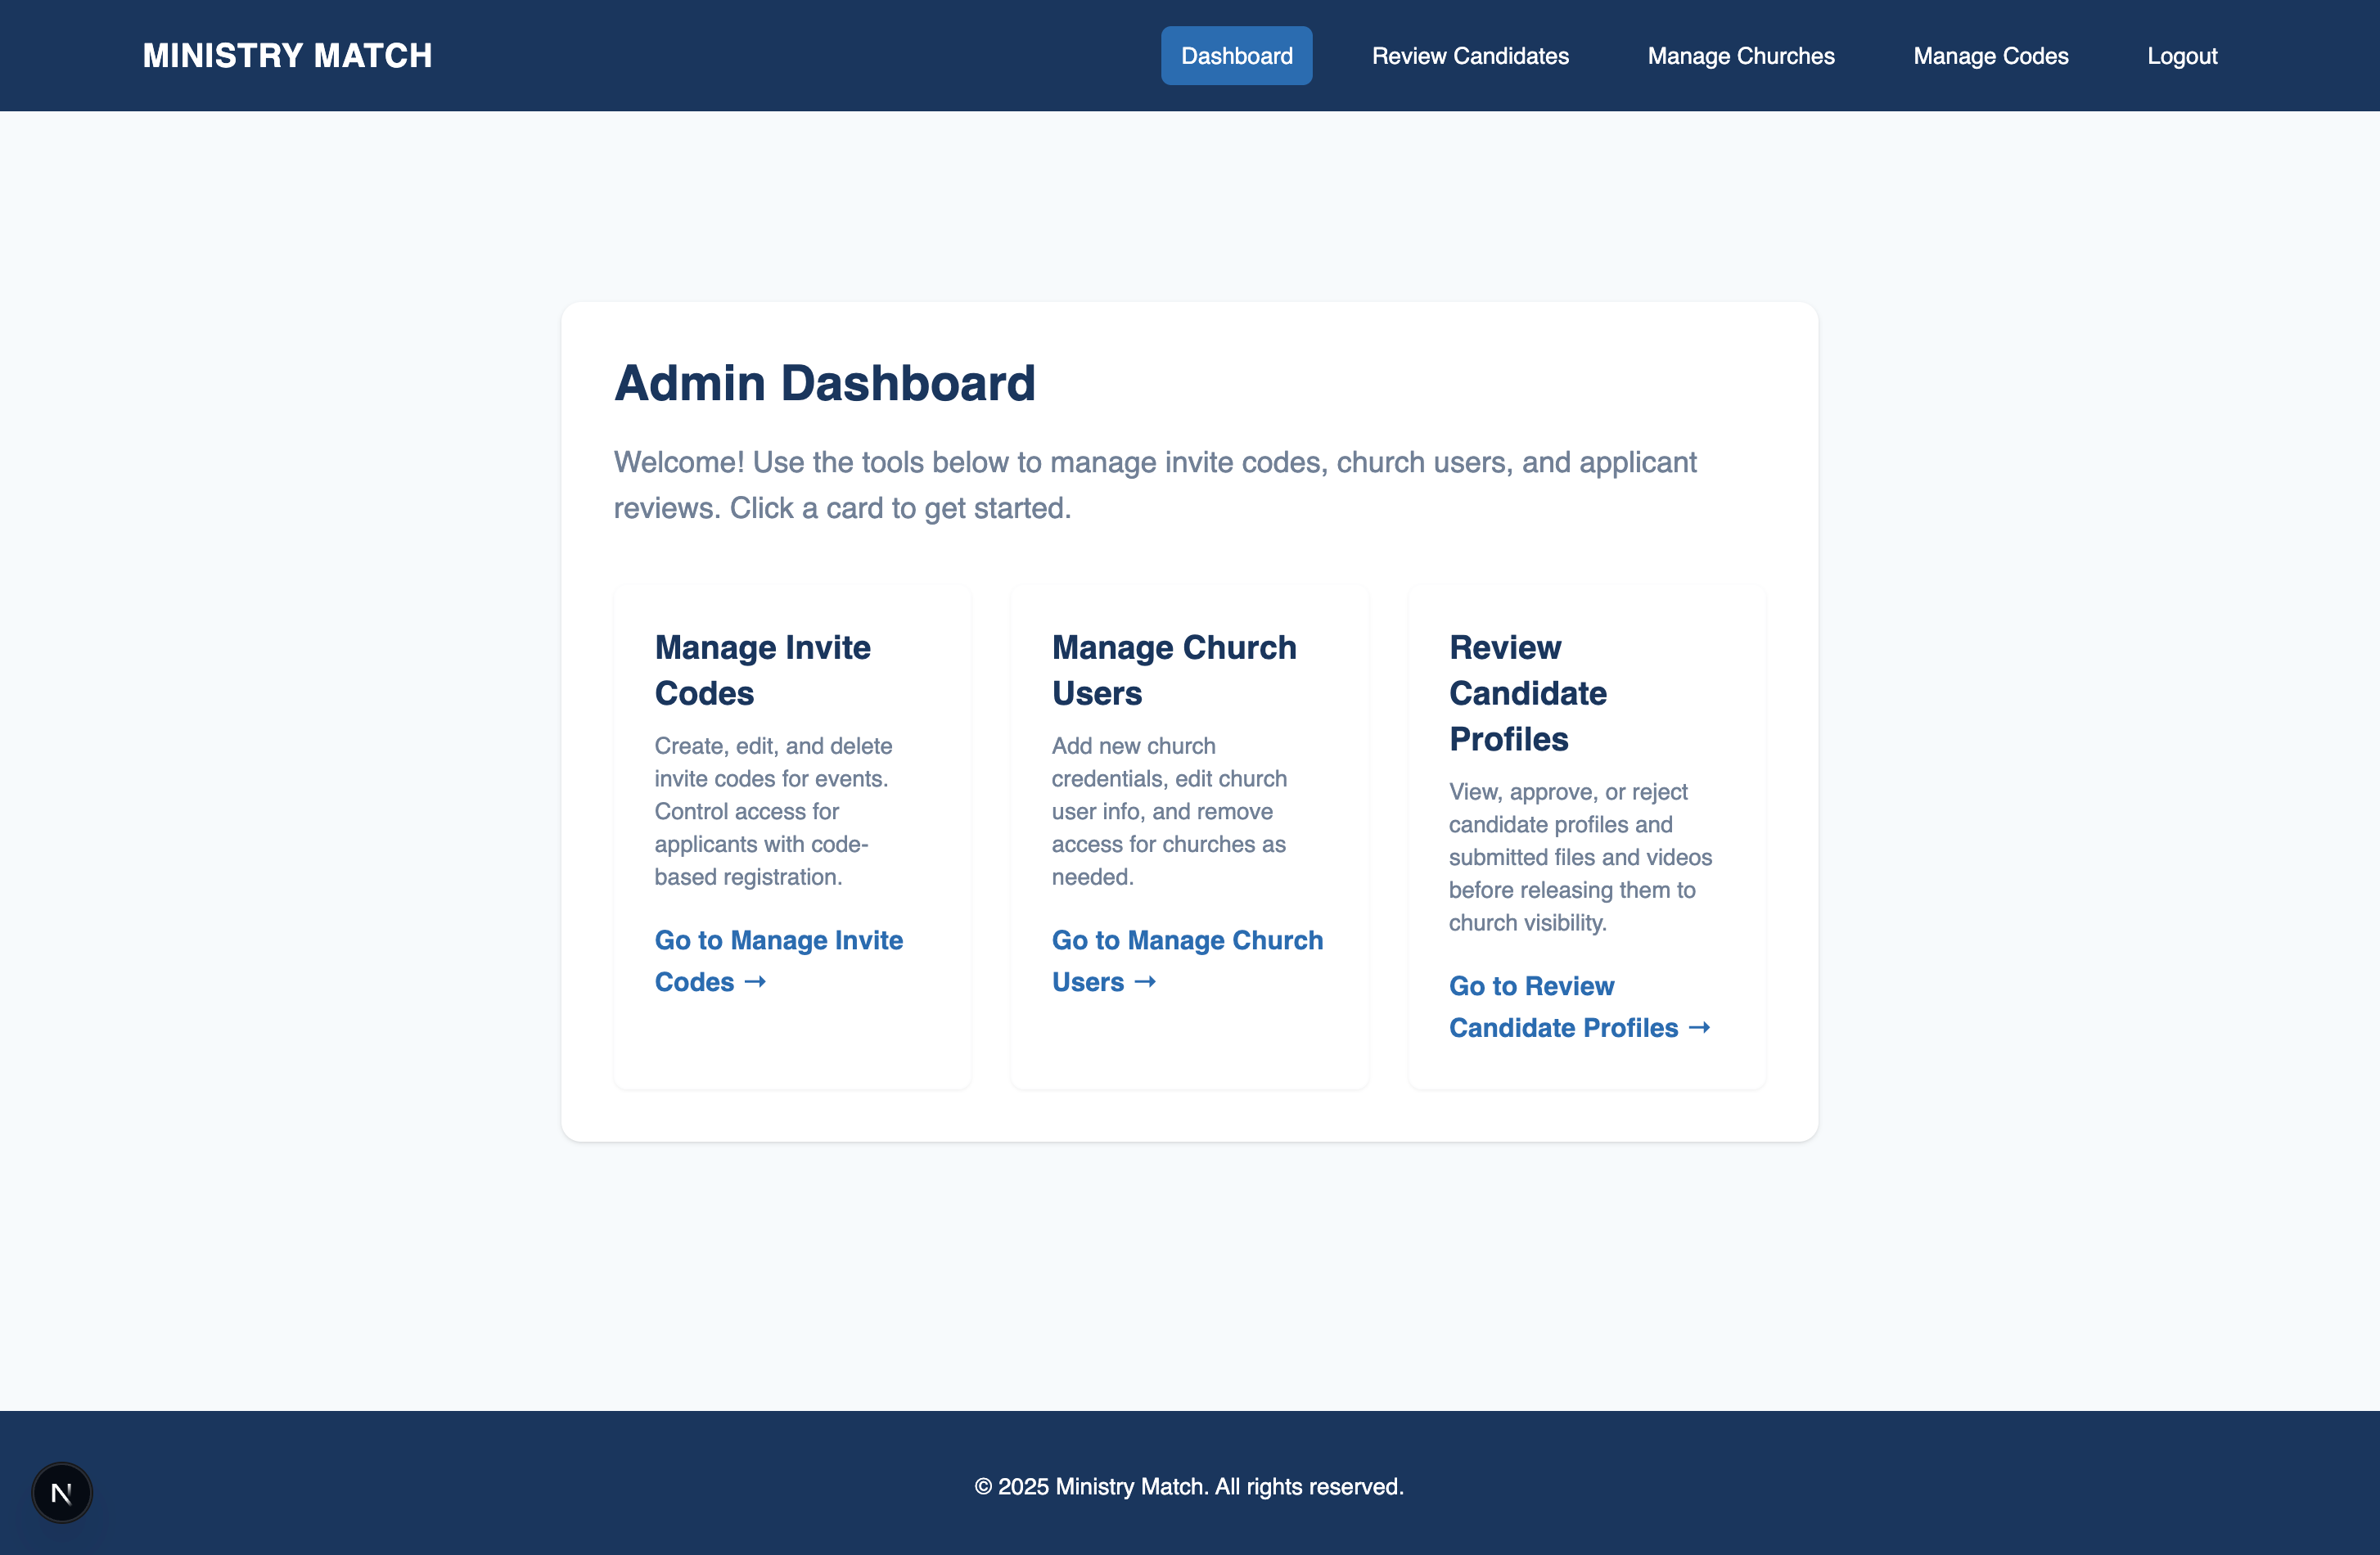 MINISTRY MATCH
Dashboard
Review Candidates
Manage Churches
Manage Codes
Logout
Admin Dashboard
Welcome! Use the tools below to manage invite codes, church users, and applicant
reviews. Click a card to get started.
Manage Invite
Codes
Create, edit, and delete
invite codes for events.
Control access for
applicants with code-
based registration.
Go to Manage Invite
Codes →
Manage Church
Users
Add new church
credentials, edit church
user info, and remove
access for churches as
needed.
Go to Manage Church
Users →
Review
Candidate
Profiles
View, approve, or reject
candidate profiles and
submitted files and videos
before releasing them to
church visibility.
Go to Review
Candidate Profiles →
N
© 2025 Ministry Match. All rights reserved.